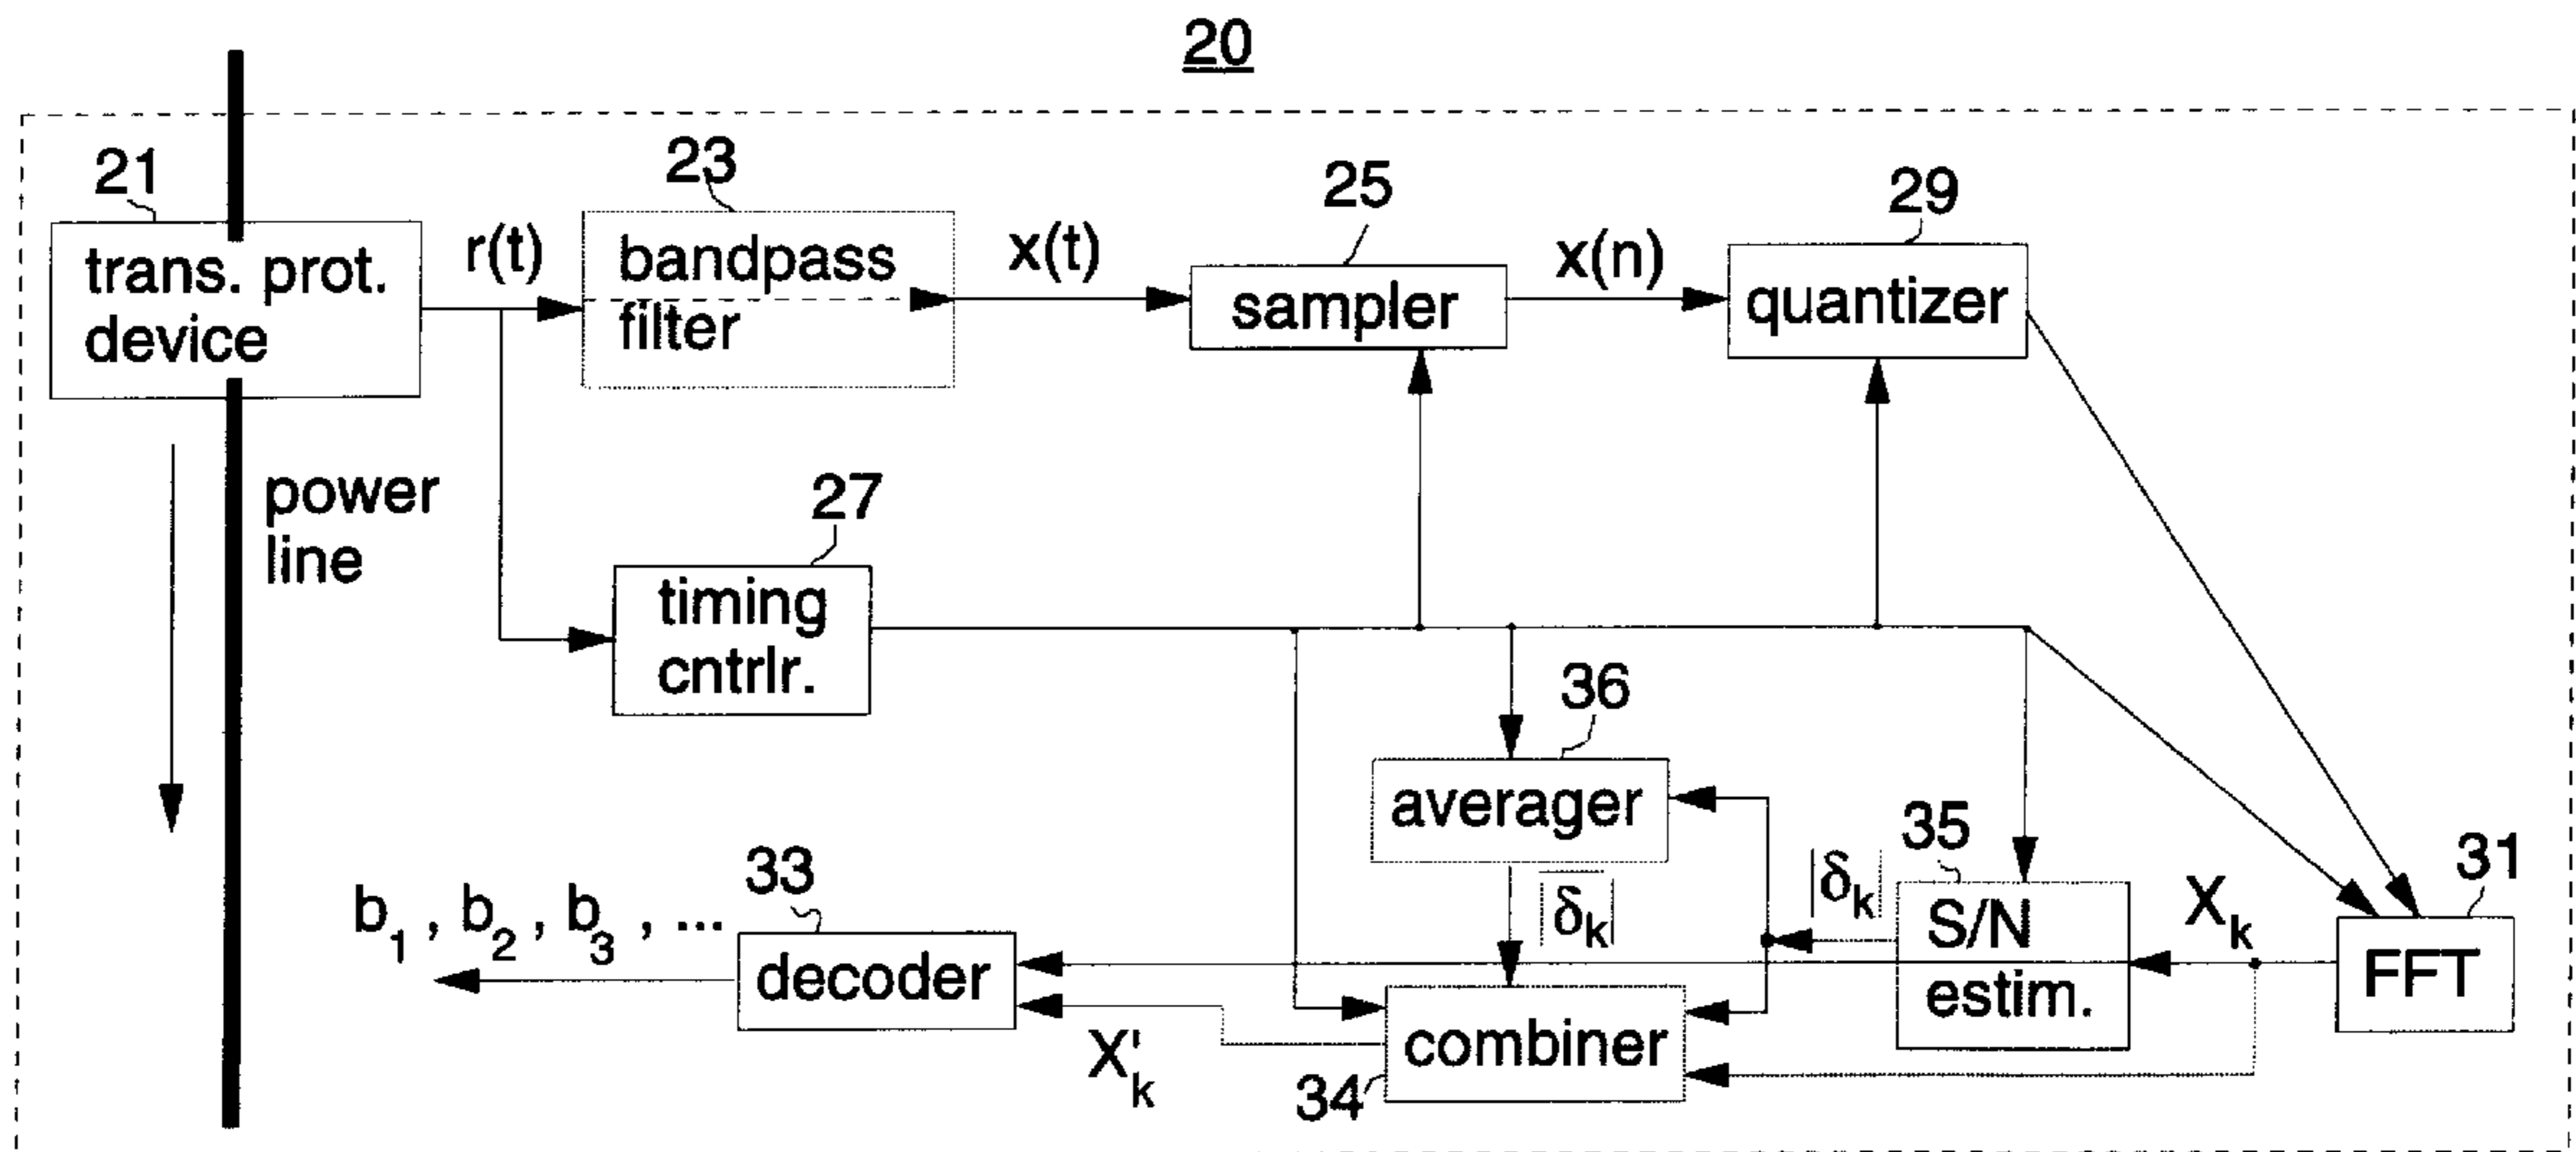 20
21
trans. prot.
device
r(t)
23
bandpass
filter
x(t)
25
sampler
x(n)
29
quantizer
power
line
27
timing
cntrlr.
36
averager
|δk|
35
S/N
estim.
Xk
31
FFT
|δk|
b1 , b2 , b3 , ...
33
decoder
X'k
combiner
34